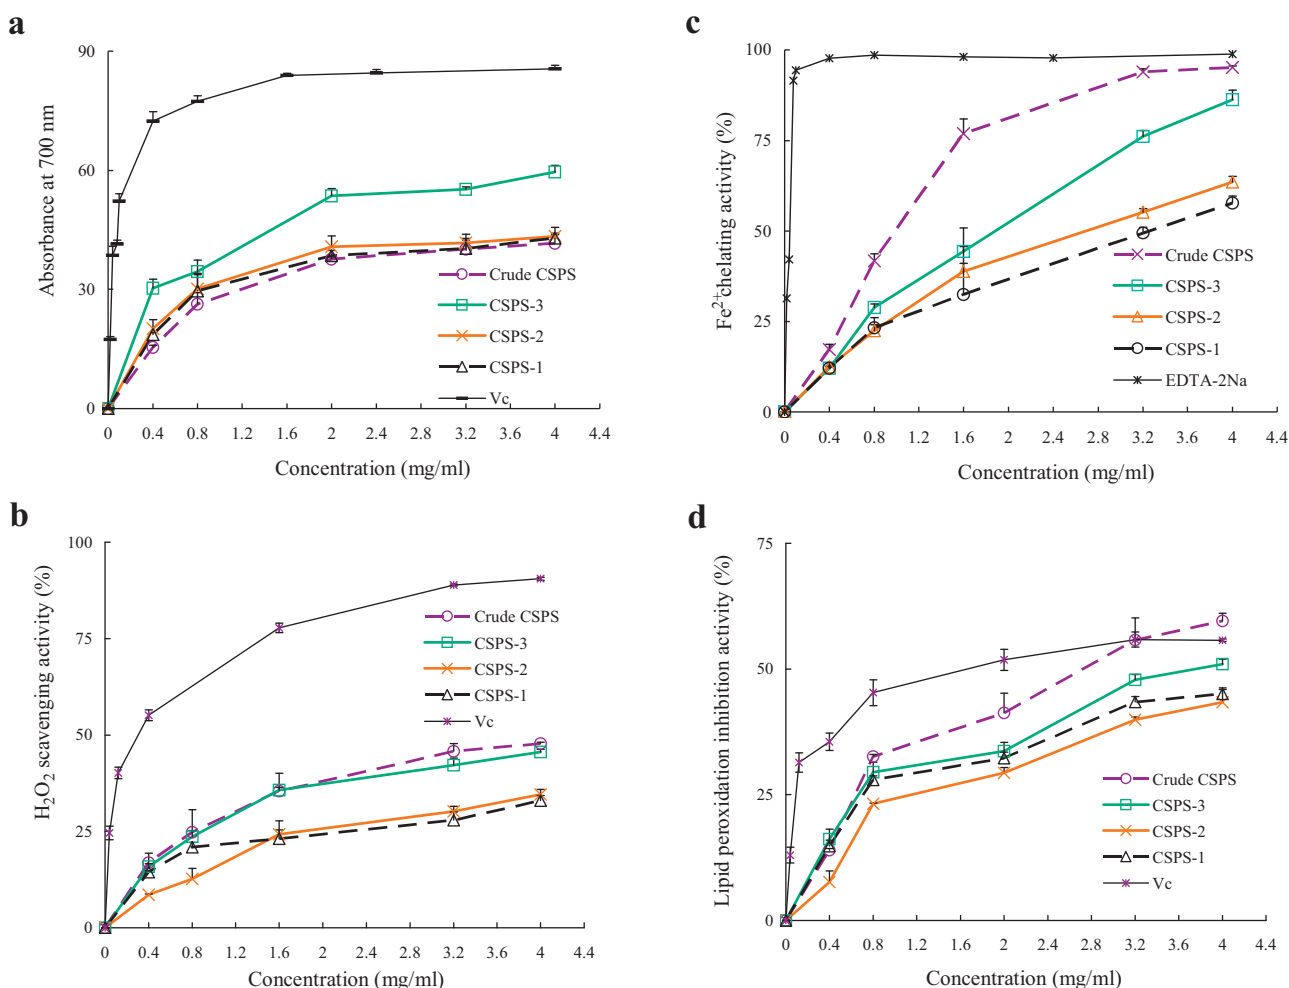 a
90
60
30
0
Absorbance at 700 nm
Crude CSPS
CSPS-3
CSPS-2
CSPS-1
Vc
0 0.4 0.8 1.2 1.6 2 2.4 2.8 3.2 3.6 4 4.4
Concentration (mg/ml)
c
100
75
50
25
0
Fe²⁺chelating activity (%)
Crude CSPS
CSPS-3
CSPS-2
CSPS-1
EDTA-2Na
0 0.4 0.8 1.2 1.6 2 2.4 2.8 3.2 3.6 4 4.4
Concentration (mg/ml)
b
100
75
50
25
0
H₂O₂ scavenging activity (%)
Crude CSPS
CSPS-3
CSPS-2
CSPS-1
Vc
0 0.4 0.8 1.2 1.6 2 2.4 2.8 3.2 3.6 4 4.4
Concentration (mg/ml)
d
75
50
25
0
Lipid peroxidation inhibition activity (%)
Crude CSPS
CSPS-3
CSPS-2
CSPS-1
Vc
0 0.4 0.8 1.2 1.6 2 2.4 2.8 3.2 3.6 4 4.4
Concentration (mg/ml)